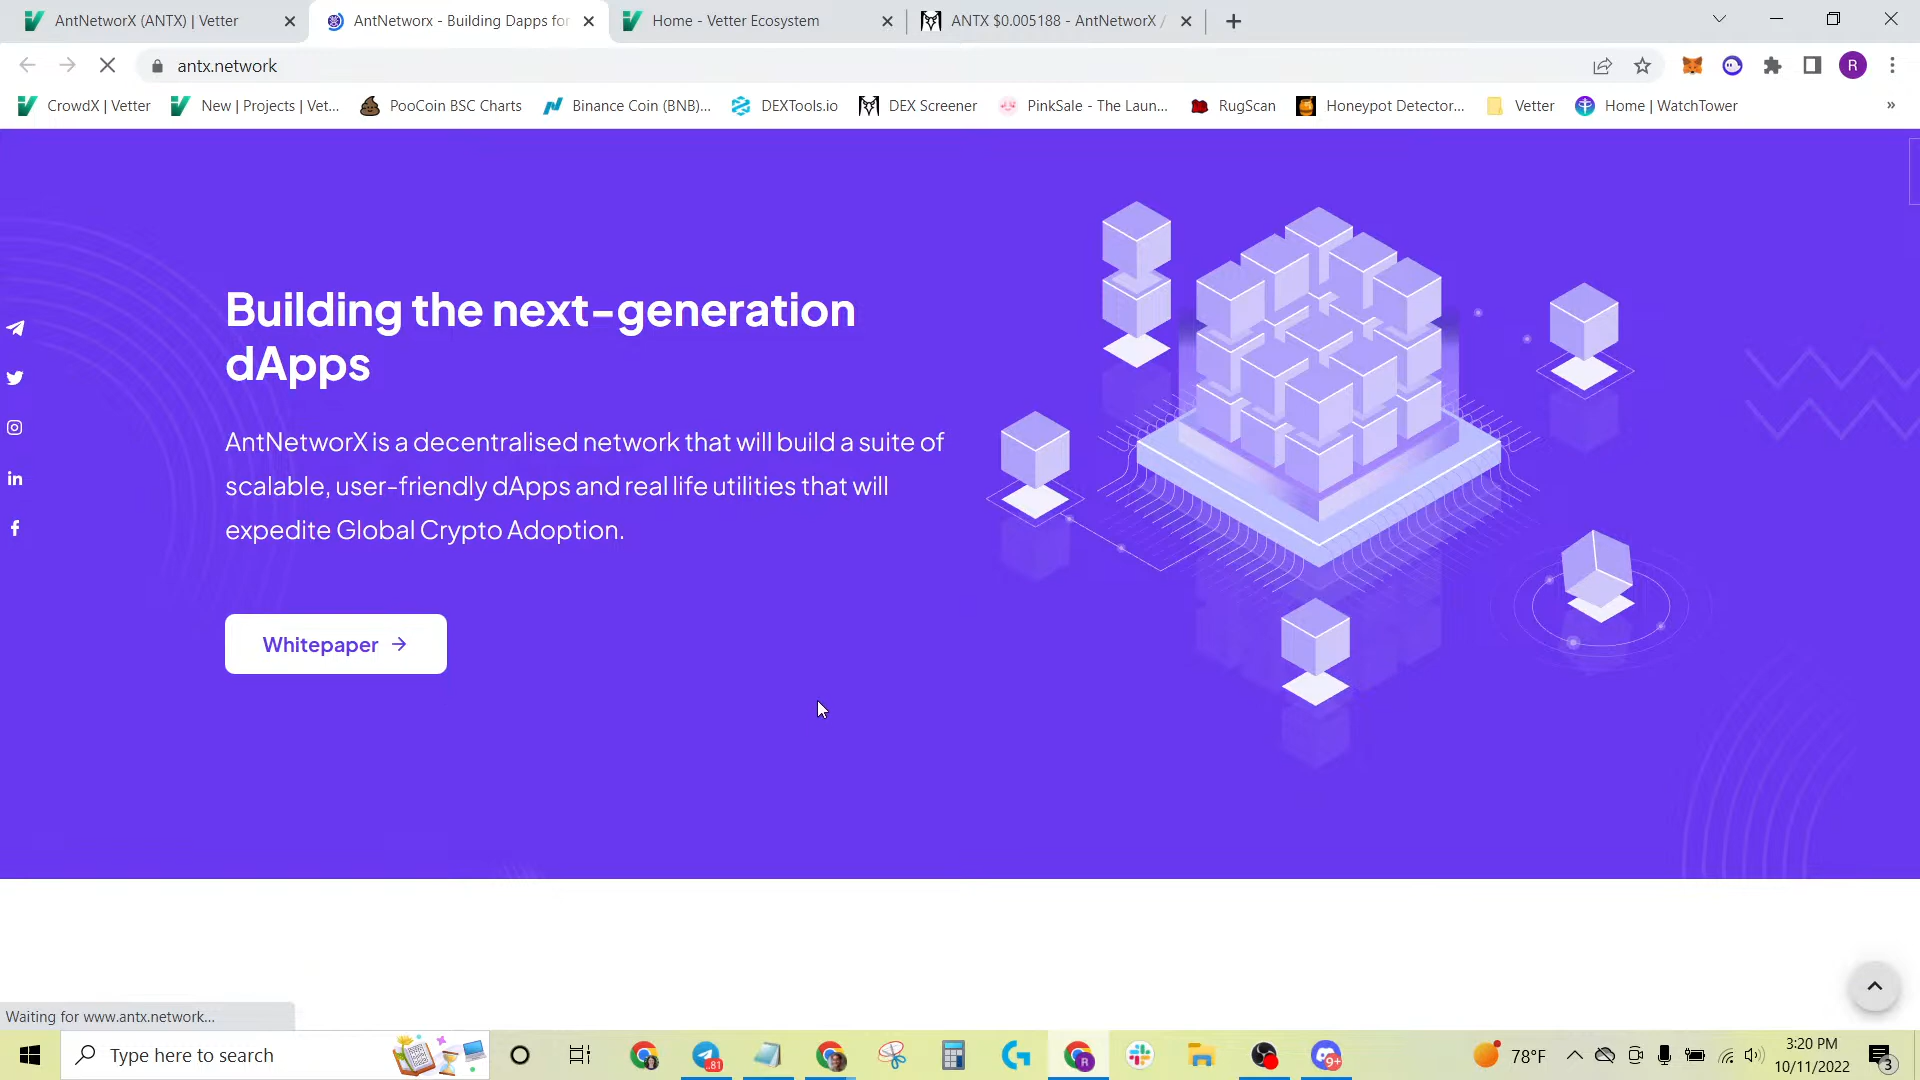 AntNetworX (ANTX) | Vetter
AntNetworx - Building Dapps for
Home - Vetter Ecosystem
ANTX $0.005188 - AntNetworX /
antx.network
R
CrowdX | Vetter
New | Projects | Vet...
PooCoin BSC Charts
Binance Coin (BNB)...
DEXTools.io
DEX Screener
PinkSale - The Laun...
RugScan
Honeypot Detector...
Vetter
Home | WatchTower
»
Building the next-generation
dApps
AntNetworX is a decentralised network that will build a suite of
scalable, user-friendly dApps and real life utilities that will
expedite Global Crypto Adoption.
Whitepaper
Waiting for www.antx.network...
Type here to search
81
R
9+
78°F
3:20 PM
10/11/2022
3